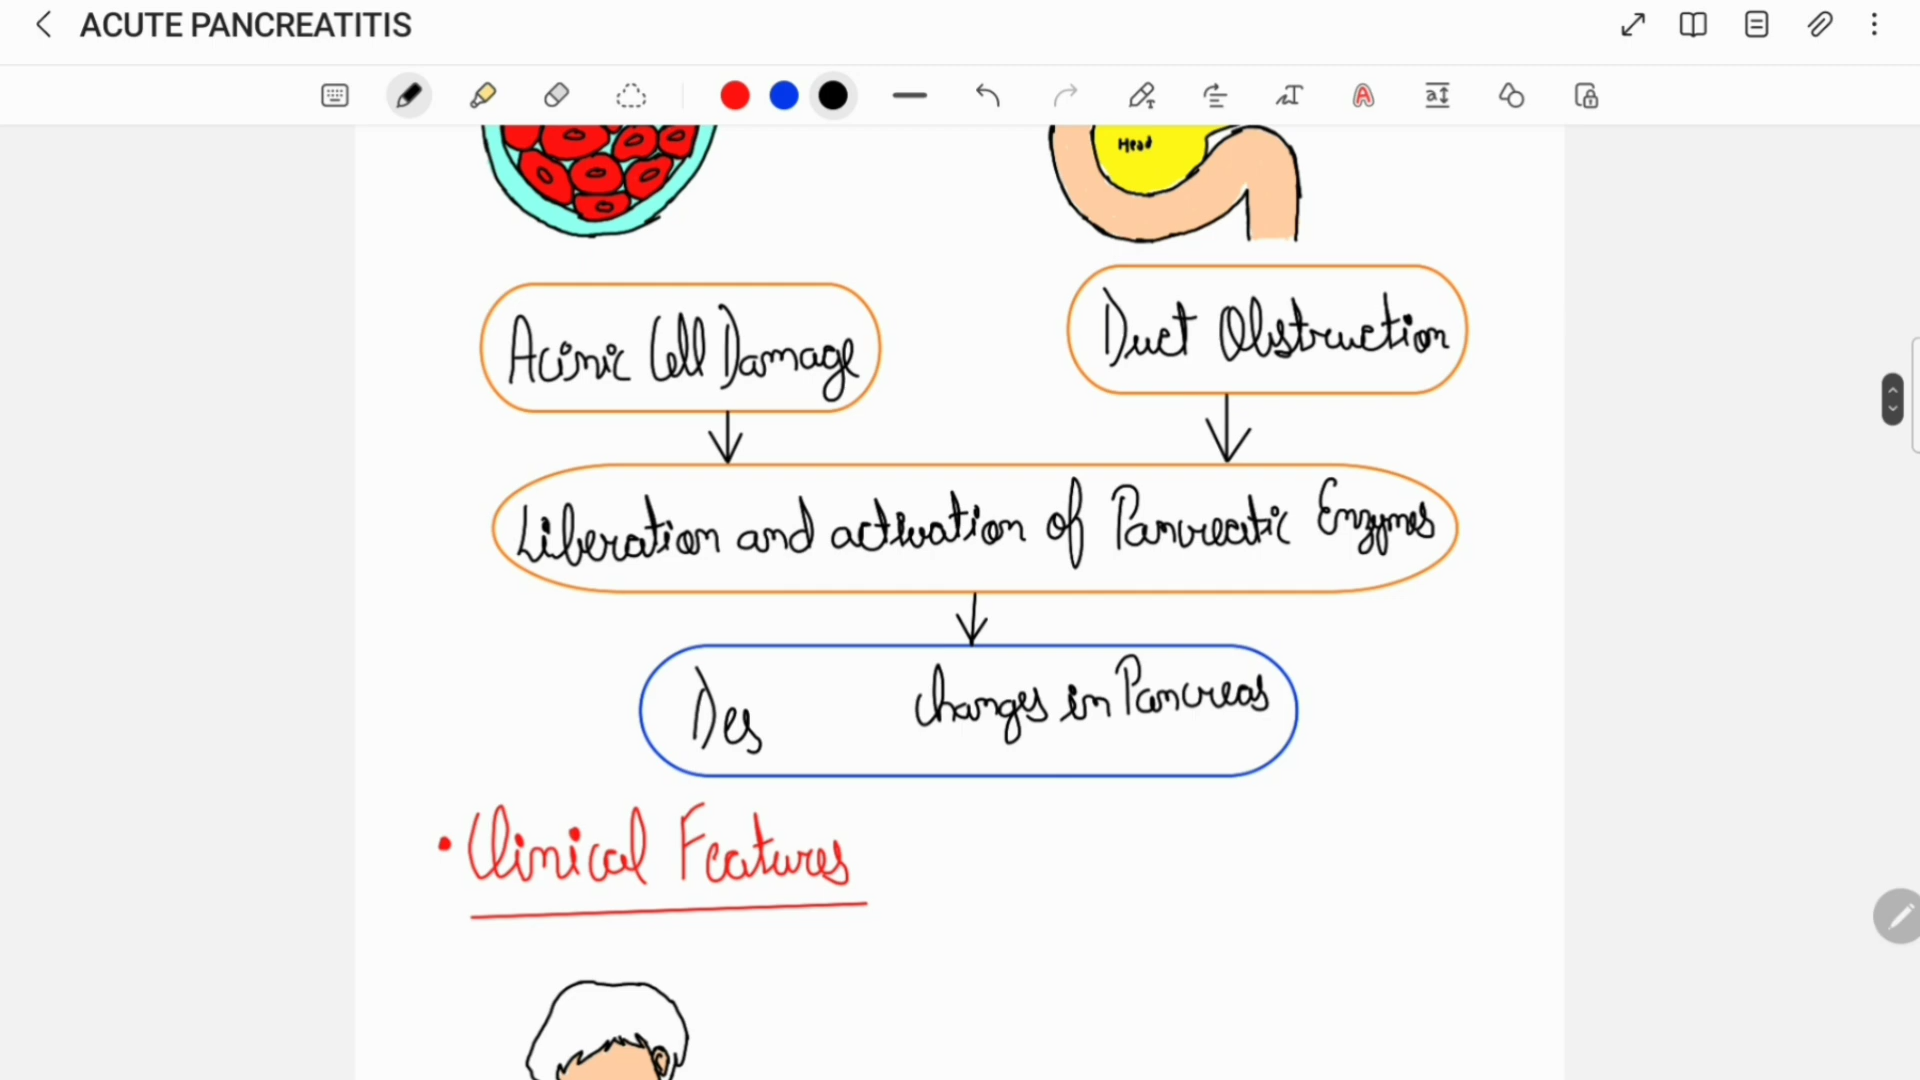 ACUTE PANCREATITIS
Head
Acinic Cell Damage
Duct Obstruction
Liberation and activation of Pancreatic Enzymes
Des changes in Pancreas
• Clinical Features